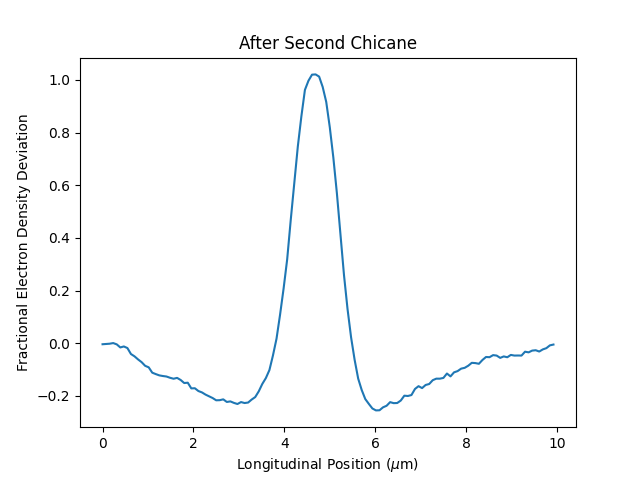 After Second Chicane
Fractional Electron Density Deviation
1.0
0.8
0.6
0.4
0.2
0.0
−0.2
0 2 4 6 8 10
Longitudinal Position (μm)